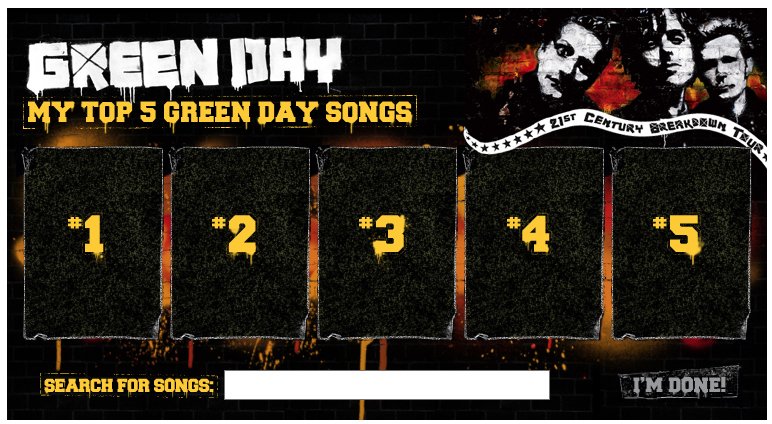 GREEN DAY
MY TOP 5 GREEN DAY SONGS
21ST CENTURY BREAKDOWN TOUR
#1
#2
#3
#4
#5
SEARCH FOR SONGS:
I'M DONE!